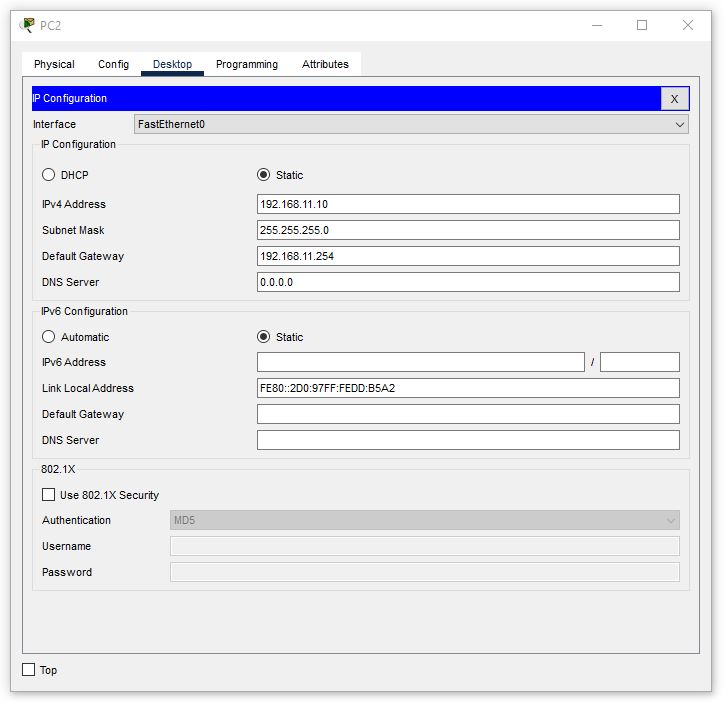 PC2
Physical Config Desktop Programming Attributes
IP Configuration X
Interface FastEthernet0
IP Configuration
DHCP Static
IPv4 Address 192.168.11.10
Subnet Mask 255.255.255.0
Default Gateway 192.168.11.254
DNS Server 0.0.0.0
IPv6 Configuration
Automatic Static
IPv6 Address /
Link Local Address FE80::2D0:97FF:FEDD:B5A2
Default Gateway
DNS Server
802.1X
Use 802.1X Security
Authentication MD5
Username
Password
Top